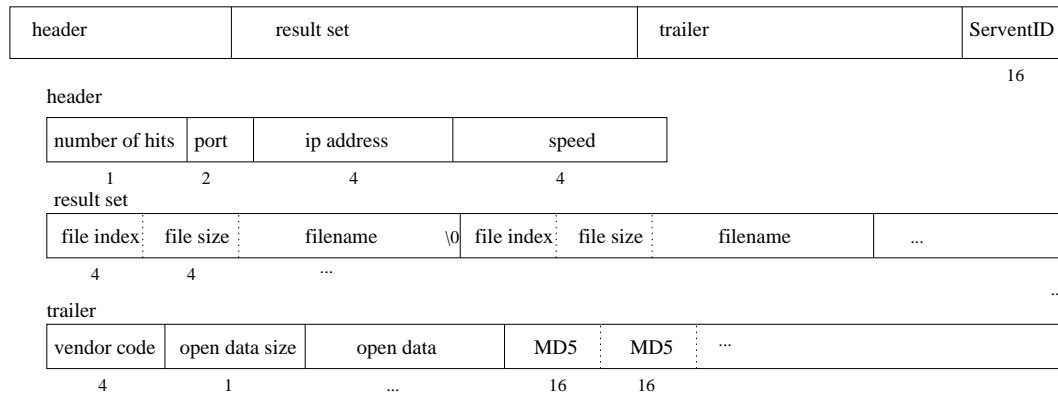 header result set trailer ServentID
16
header
number of hits port ip address speed
1 2 4 4
result set
file index file size filename \0 file index file size filename ...
4 4 ...
..
trailer
vendor code open data size open data MD5 MD5 ...
4 1 ... 16 16